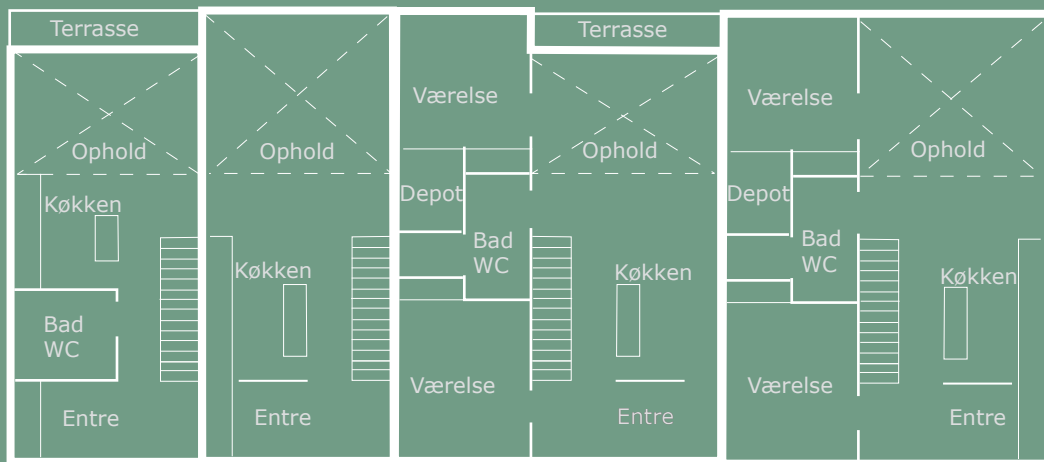 Terrasse
Ophold
Køkken
Bad
WC
Entre
Ophold
Køkken
Entre
Værelse
Depot
Bad
WC
Værelse
Terrasse
Ophold
Køkken
Entre
Værelse
Depot
Bad
WC
Værelse
Ophold
Køkken
Entre